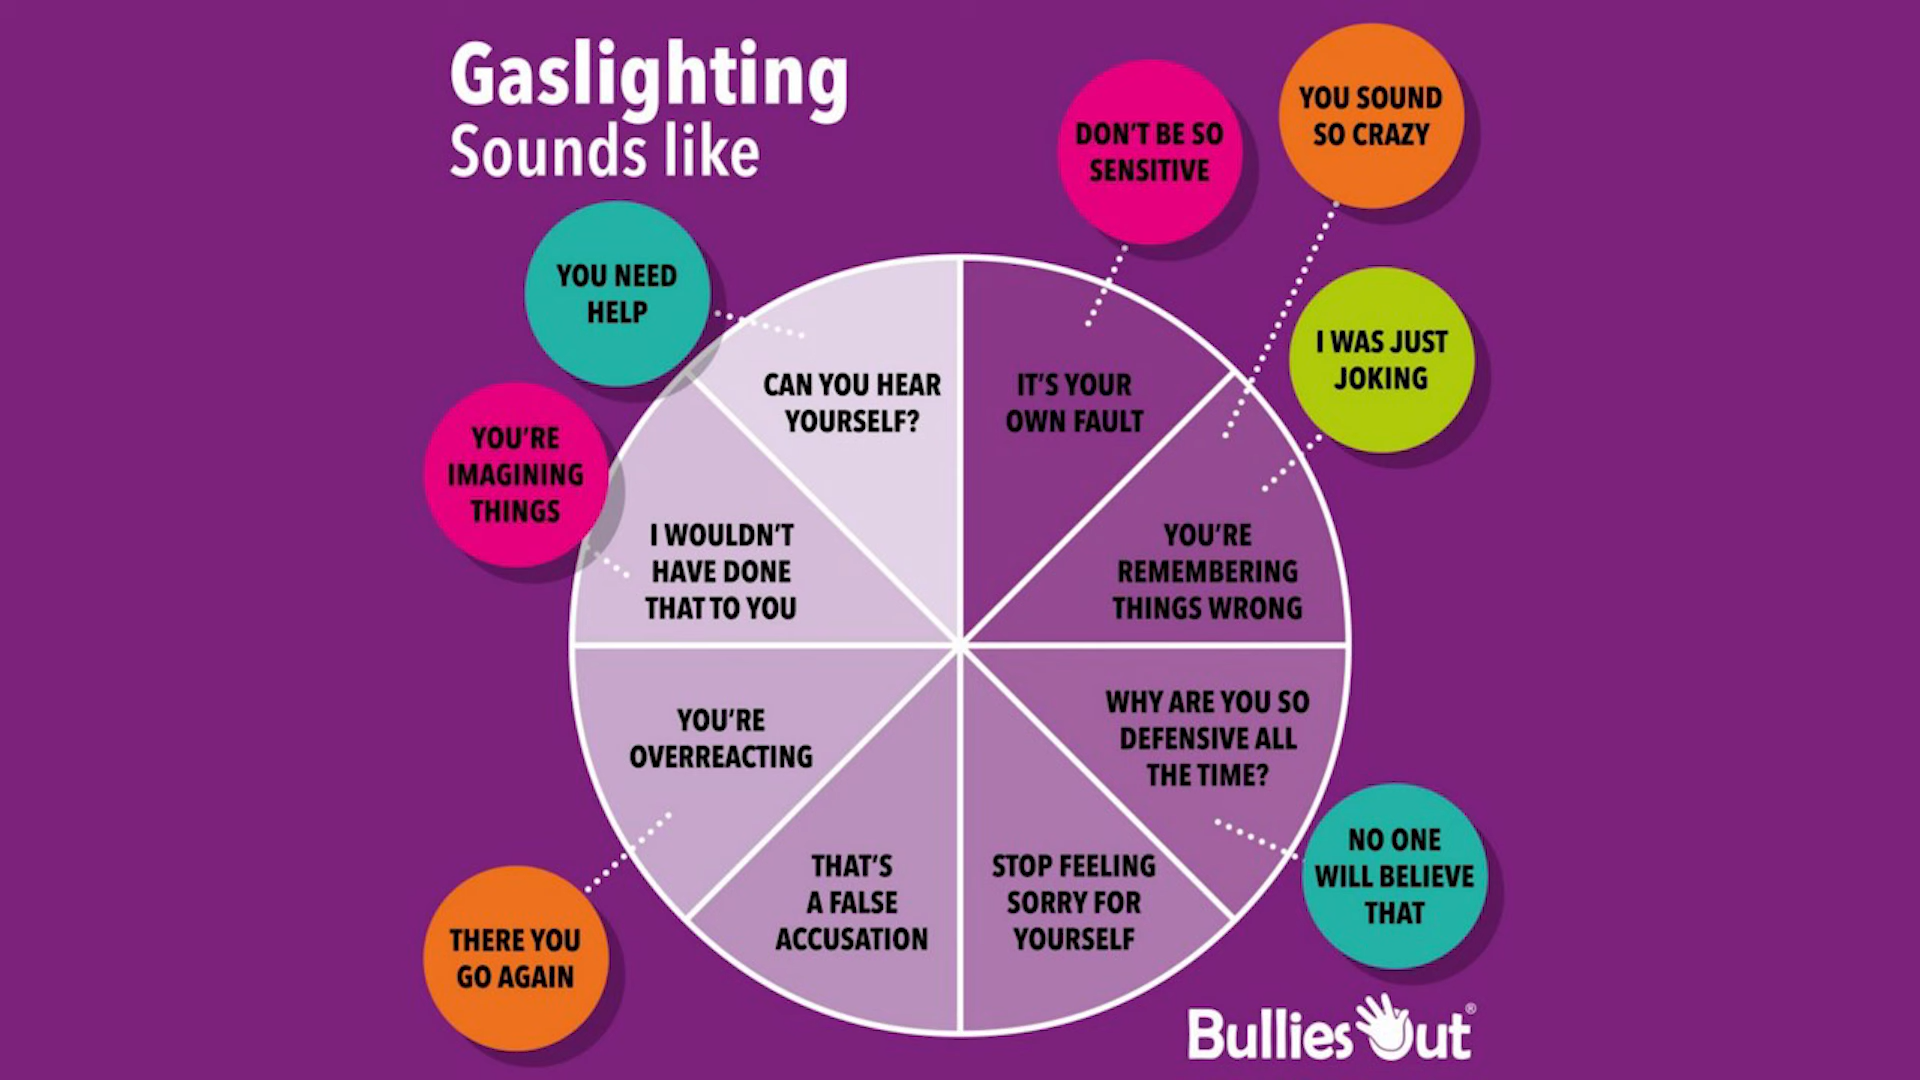 Gaslighting
Sounds like
DON'T BE SO
SENSITIVE
YOU SOUND
SO CRAZY
YOU NEED
HELP
I WAS JUST
JOKING
YOU'RE
IMAGINING
THINGS
CAN YOU HEAR
YOURSELF?
IT'S YOUR
OWN FAULT
I WOULDN'T
HAVE DONE
THAT TO YOU
YOU'RE
REMEMBERING
THINGS WRONG
YOU'RE
OVERREACTING
WHY ARE YOU SO
DEFENSIVE ALL
THE TIME?
THAT'S
A FALSE
ACCUSATION
STOP FEELING
SORRY FOR
YOURSELF
NO ONE
WILL BELIEVE
THAT
THERE YOU
GO AGAIN
BulliesOut®